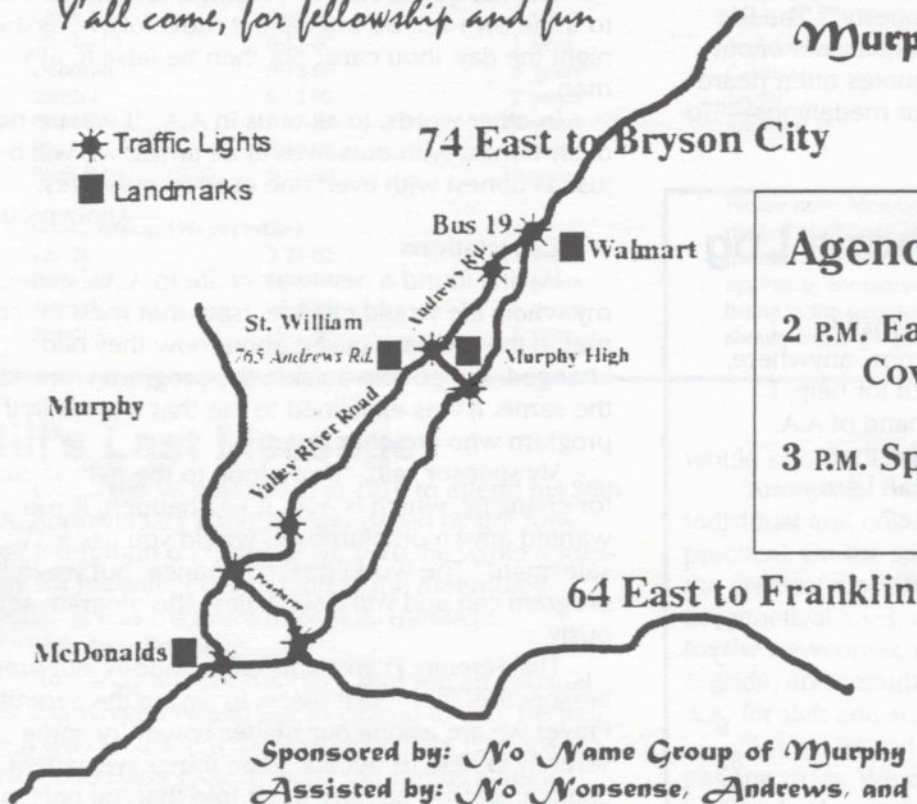 Y'all come, for fellowship and fun
Murp
Traffic Lights
Landmarks
74 East to Bryson City
Bus 19
Walmart
Andrews Rd.
St. William
765 Andrews Rd.
Murphy High
Murphy
Valley River Road
McDonalds
64 East to Franklin
Agend
2 P.M. Ea
Cov
3 P.M. Sp
Sponsored by: No Name Group of Murphy
Assisted by: No Nonsense, Andrews, and